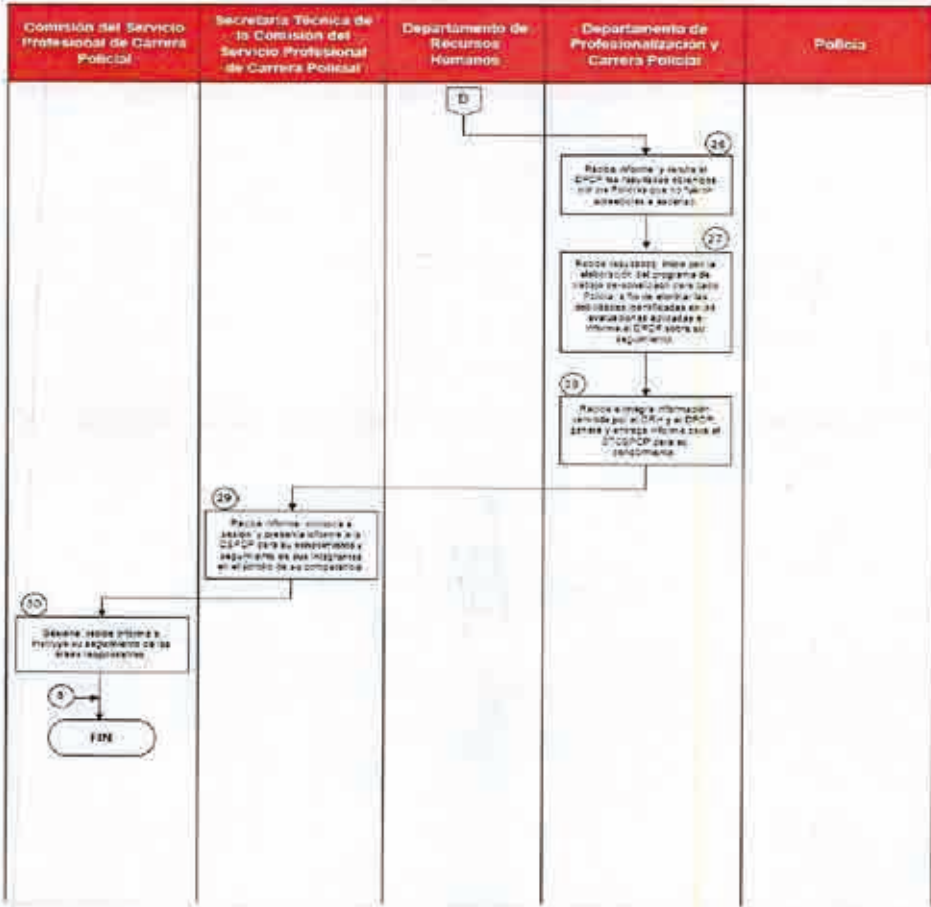 Comisión del Servicio
Profesional de Carrera
Policial
Secretaría Técnica de
la Comisión del
Servicio Profesional
de Carrera Policial
Departamento de
Recursos
Humanos
Departamento de
Profesionalización y
Carrera Policial
Policía
D
26
Recibe informe y remite al
DPCP los resultados obtenidos
por los Policías que no fueron
a ascenso
27
Recibe resultados, inicia con la
elaboración del programa de
trabajo personalizado para cada
Policía, a fin de eliminar las
debilidades identificadas en las
evaluaciones aplicadas e
informa al DPCP sobre su
seguimiento.
28
Recibe e integra información
remitida por el y el DPCP,
genera y entrega informe para el
STCSPCP para su
conocimiento.
29
Recibe informe, convoca a
sesión y presenta informe a la
CSPCP para su conocimiento y
seguimiento de sus integrantes
en el ámbito de su competencia.
30
Sesiona, recibe informe e
instruye su seguimiento de las
áreas responsables.
FIN